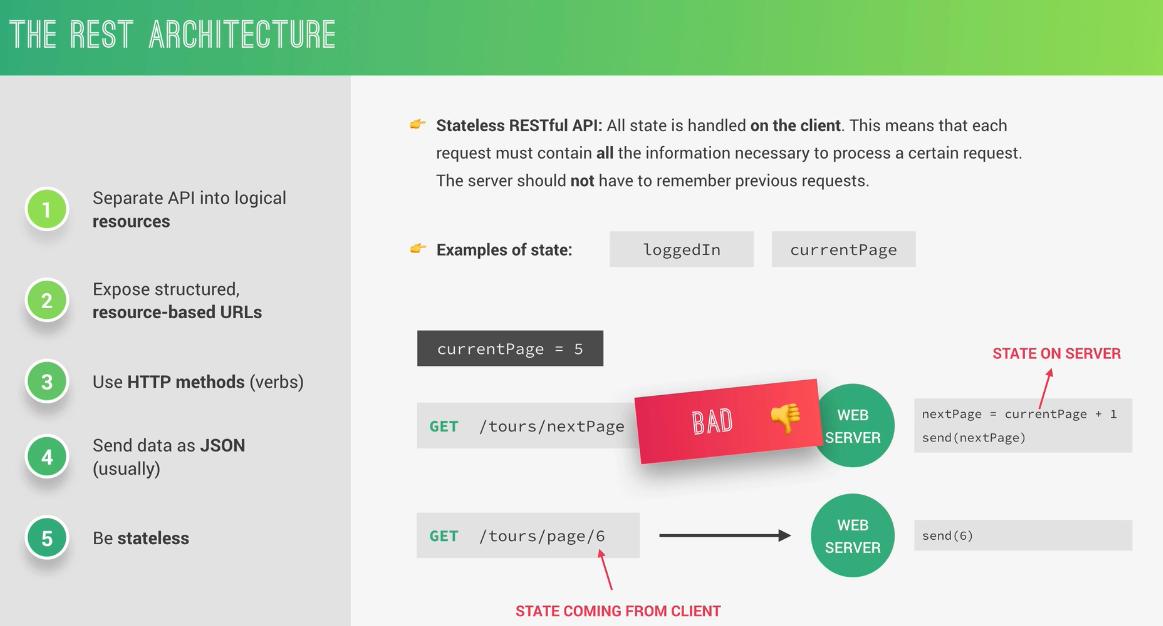 THE REST ARCHITECTURE
1
Separate API into logical
resources
2
Expose structured,
resource-based URLs
3
Use HTTP methods (verbs)
4
Send data as JSON
(usually)
5
Be stateless
Stateless RESTful API: All state is handled on the client. This means that each
request must contain all the information necessary to process a certain request.
The server should not have to remember previous requests.
Examples of state:
loggedIn
currentPage
currentPage = 5
STATE ON SERVER
GET /tours/nextPage
BAD
WEB
SERVER
nextPage = currentPage + 1
send(nextPage)
GET /tours/page/6
WEB
SERVER
send(6)
STATE COMING FROM CLIENT